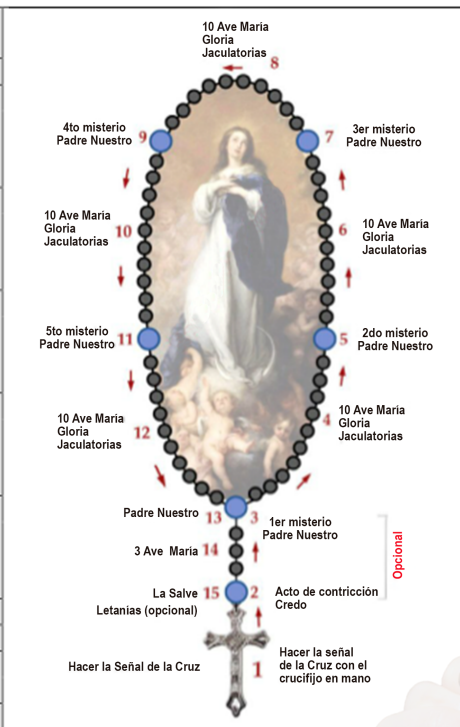 10 Ave Maria
Gloria
Jaculatorias
8
4to misterio
Padre Nuestro
9
7
3er misterio
Padre Nuestro
10 Ave Maria
Gloria
Jaculatorias
10
6
10 Ave Maria
Gloria
Jaculatorias
5to misterio
Padre Nuestro
11
5
2do misterio
Padre Nuestro
10 Ave Maria
Gloria
Jaculatorias
12
4
10 Ave Maria
Gloria
Jaculatorias
Padre Nuestro
13
3
1er misterio
Padre Nuestro
3 Ave Maria
14
Opcional
La Salve
15
Letanías (opcional)
2
Acto de contricción
Credo
Hacer la Señal de la Cruz
1
Hacer la señal
de la Cruz con el
crucifijo en mano